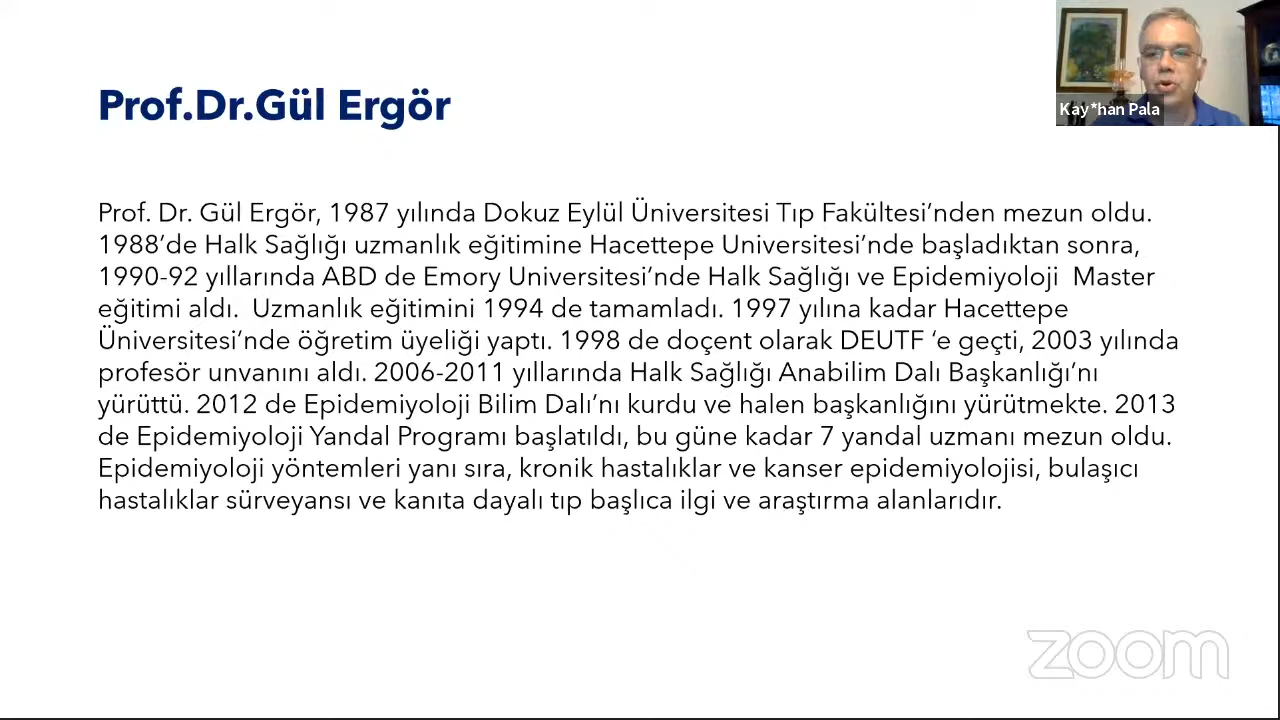 Prof.Dr.Gül Ergör
Kay*han Pala
Prof. Dr. Gül Ergör, 1987 yılında Dokuz Eylül Üniversitesi Tıp Fakültesi’nden mezun oldu.
1988’de Halk Sağlığı uzmanlık eğitimine Hacettepe Universitesi’nde başladıktan sonra,
1990-92 yıllarında ABD de Emory Universitesi’nde Halk Sağlığı ve Epidemiyoloji  Master
eğitimi aldı.  Uzmanlık eğitimini 1994 de tamamladı. 1997 yılına kadar Hacettepe
Üniversitesi’nde öğretim üyeliği yaptı. 1998 de doçent olarak DEUTF ‘e geçti, 2003 yılında
profesör unvanını aldı. 2006-2011 yıllarında Halk Sağlığı Anabilim Dalı Başkanlığı’nı
yürüttü. 2012 de Epidemiyoloji Bilim Dalı’nı kurdu ve halen başkanlığını yürütmekte. 2013
de Epidemiyoloji Yandal Programı başlatıldı, bu güne kadar 7 yandal uzmanı mezun oldu.
Epidemiyoloji yöntemleri yanı sıra, kronik hastalıklar ve kanser epidemiyolojisi, bulaşıcı
hastalıklar sürveyansı ve kanıta dayalı tıp başlıca ilgi ve araştırma alanlarıdır.
zoom